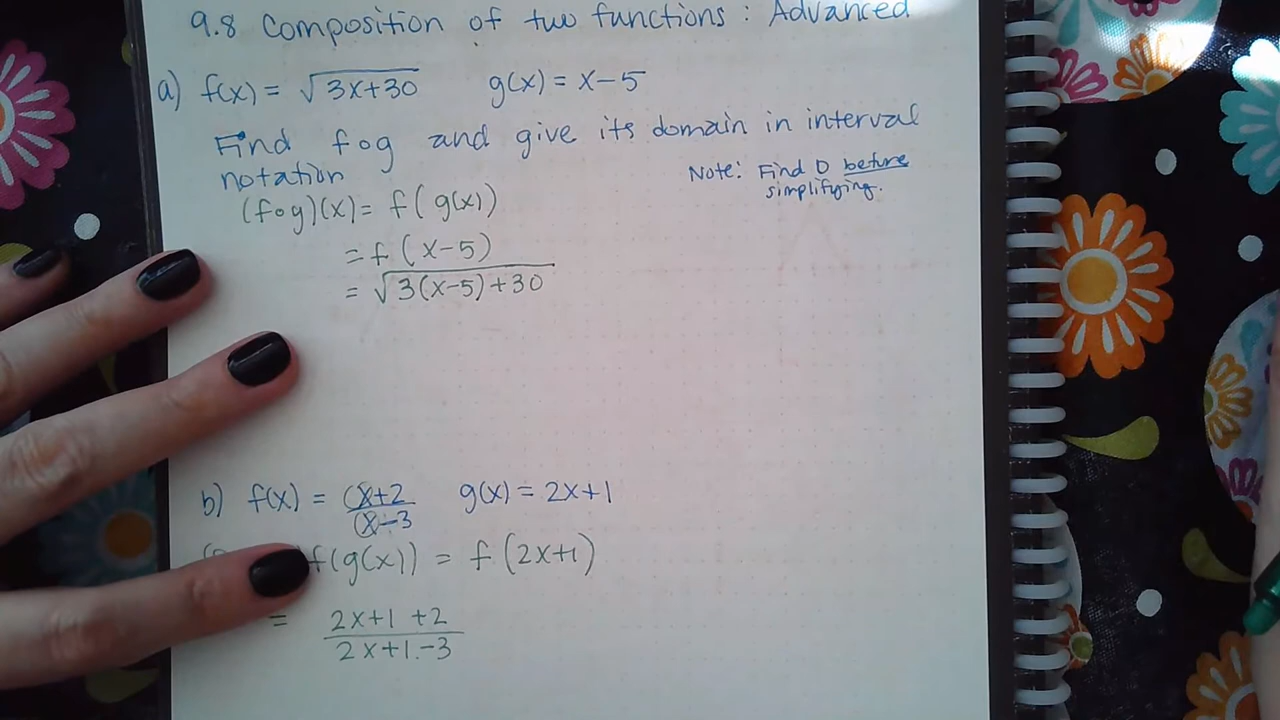 9.8 Composition of two functions : Advanced
a) f(x) = √3x+30 g(x) = x-5
Find fog and give its domain in interval
notation
Note: Find D before
simplifying.
(fog)(x) = f(g(x))
= f(x-5)
= √3(x-5)+30
b) f(x) = (x+2 g(x) = 2x+1
(x-3
f(g(x)) = f(2x+1)
= 2x+1 +2
2x+1-3